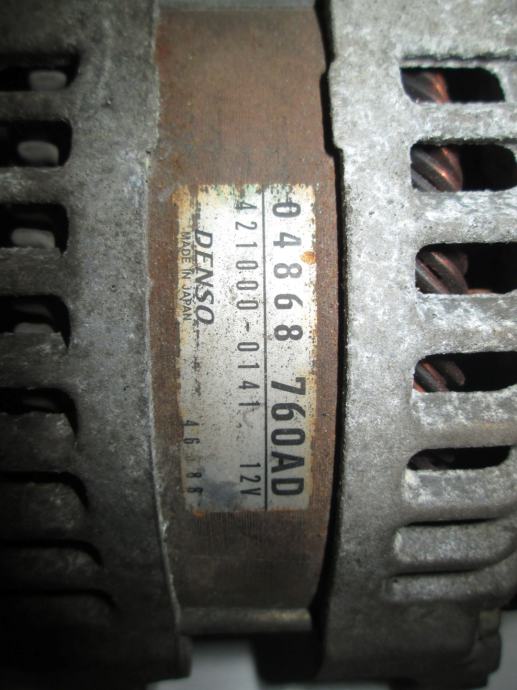 04868 760AD
421000-0141 12V
DENSO
MADE IN JAPAN